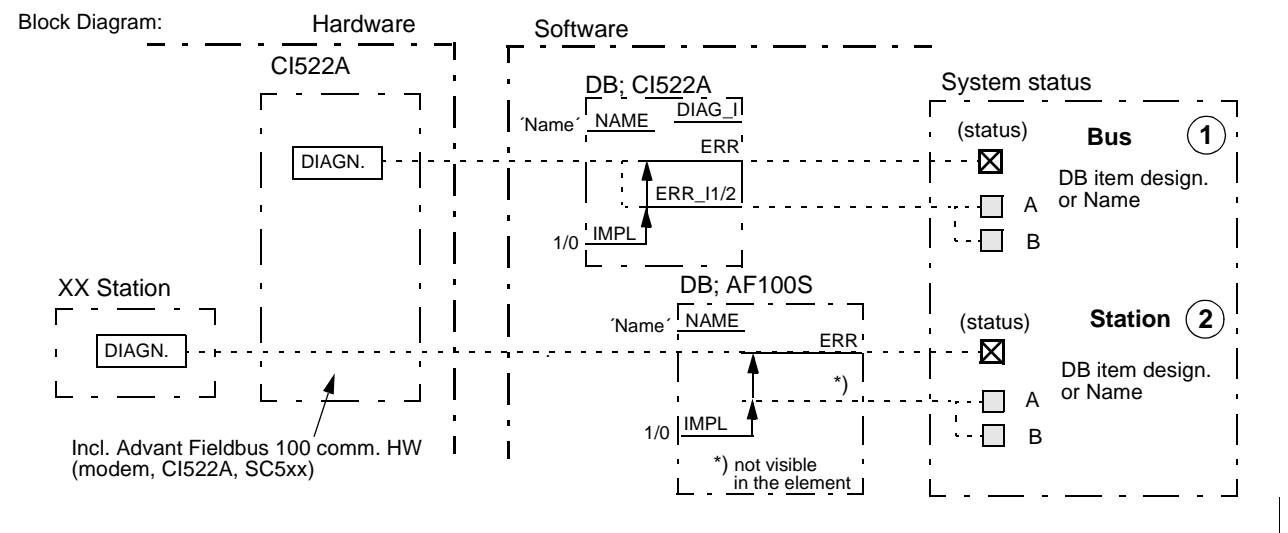 Block Diagram:
Hardware
Software
CI522A
DB; CI522A
System status
´Name´
NAME
DIAG_I
(status)
Bus
1
ERR
DIAGN.
DB item design.
or Name
ERR_I1/2
A
1/0
IMPL
B
XX Station
DB; AF100S
´Name´
NAME
(status)
Station
2
ERR
DIAGN.
DB item design.
or Name
*)
A
1/0
IMPL
B
Incl. Advant Fieldbus 100 comm. HW
(modem, CI522A, SC5xx)
*) not visible
in the element